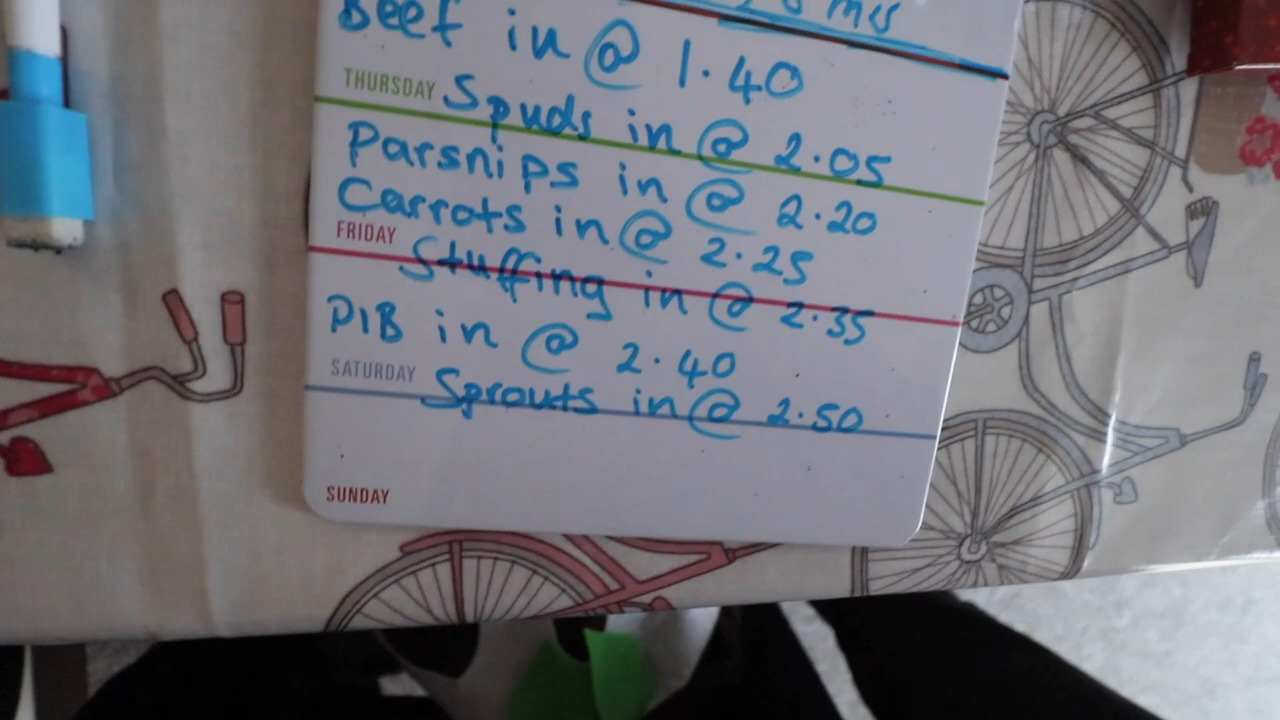 Beef in @ 1.40
THURSDAY Spuds in @ 2.05
Parsnips in @ 2.20
Carrots in @ 2.25
FRIDAY Stuffing in @ 2.35
PIB in @ 2.40
SATURDAY Sprouts in @ 2.50
SUNDAY